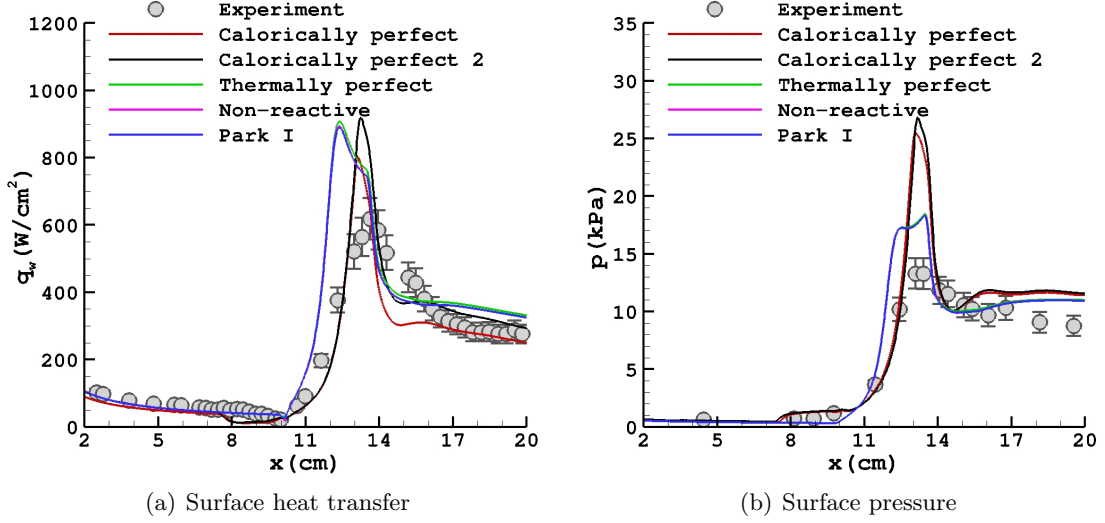 Experiment
Calorically perfect
Calorically perfect 2
Thermally perfect
Non-reactive
Park I
1200
1000
800
600
400
200
0
q_w (W/cm^2)
2 5 8 11 14 17 20
x (cm)
(a) Surface heat transfer
Experiment
Calorically perfect
Calorically perfect 2
Thermally perfect
Non-reactive
Park I
35
30
25
20
15
10
5
0
p (kPa)
2 5 8 11 14 17 20
x (cm)
(b) Surface pressure